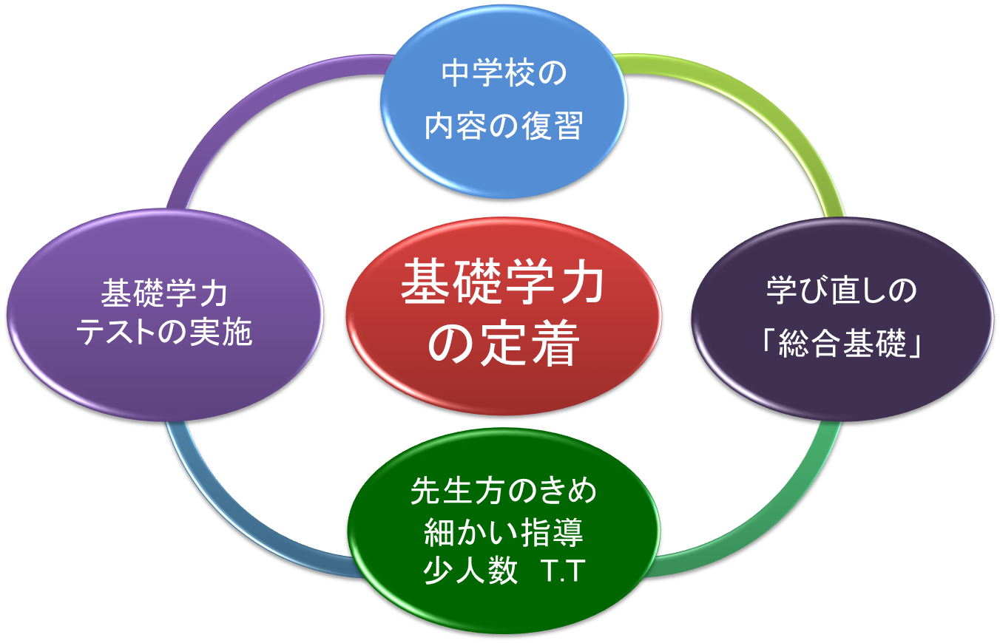 中学校の
内容の復習
基礎学力
テストの実施
基礎学力
の定着
学び直しの
「総合基礎」
先生方のきめ
細かい指導
少人数　T.T